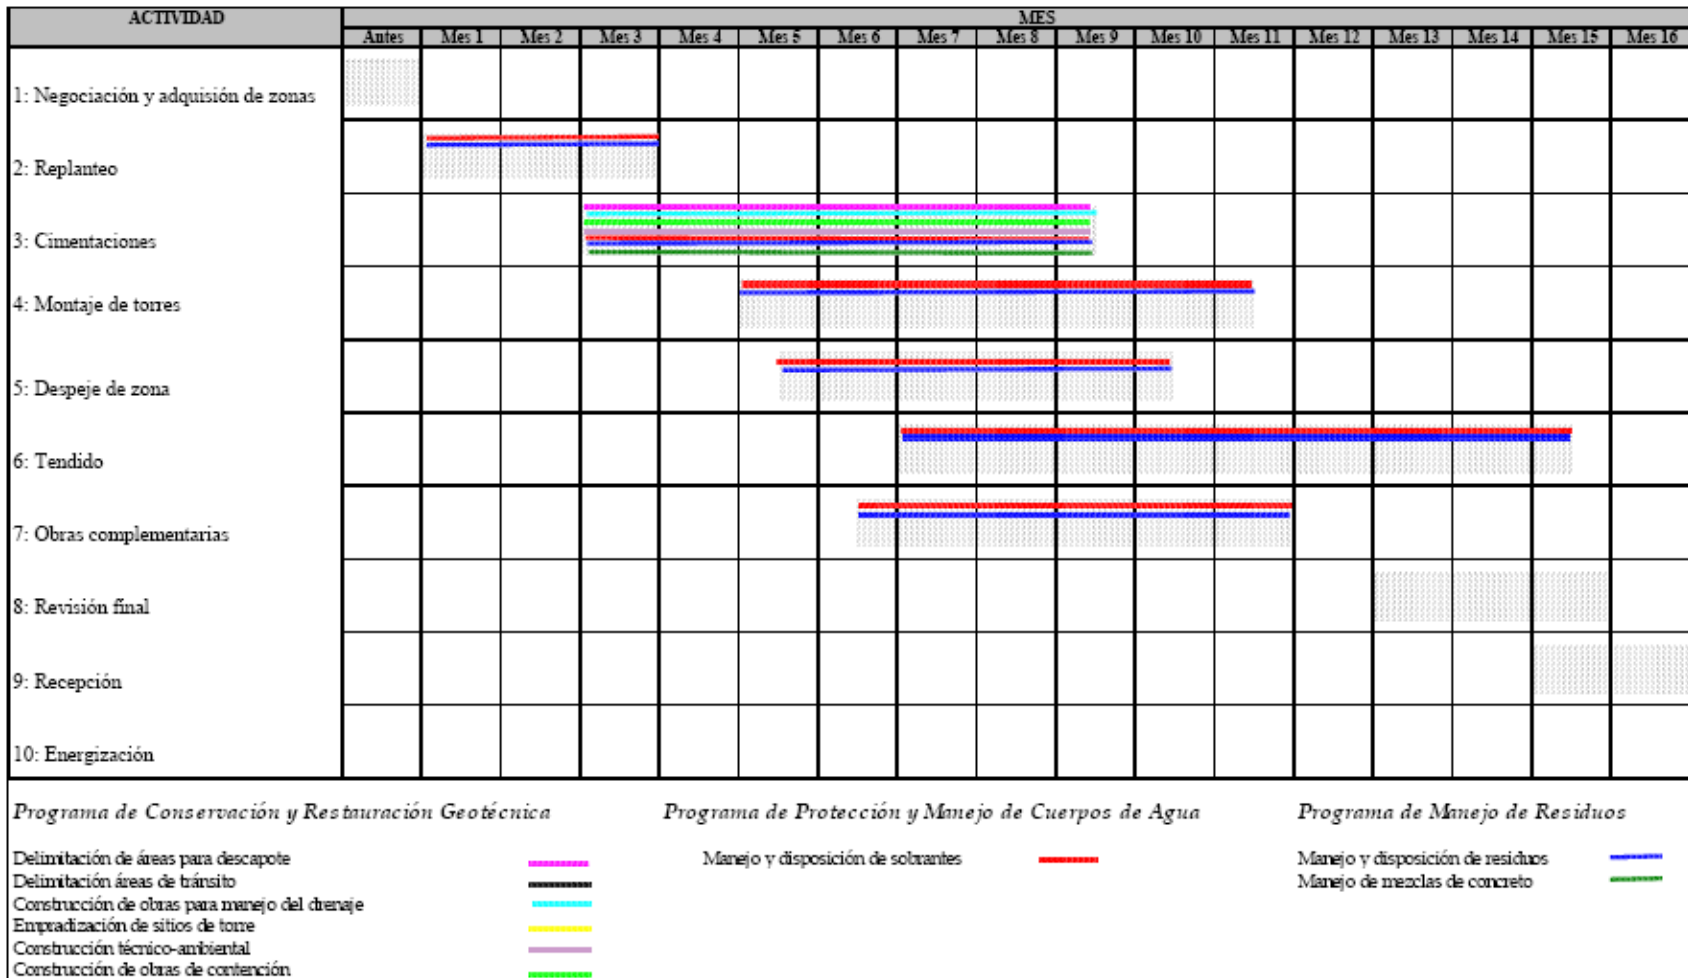 ACTIVIDAD MES
Antes Mes 1 Mes 2 Mes 3 Mes 4 Mes 5 Mes 6 Mes 7 Mes 8 Mes 9 Mes 10 Mes 11 Mes 12 Mes 13 Mes 14 Mes 15 Mes 16
1: Negociación y adquisión de zonas
2: Replanteo
3: Cimentaciones
4: Montaje de torres
5: Despeje de zona
6: Tendido
7: Obras complementarias
8: Revisión final
9: Recepción
10: Energización
Programa de Conservación y Restauración Geotécnica Programa de Protección y Manejo de Cuerpos de Agua Programa de Manejo de Residuos
Delimitación de áreas para descapote Manejo y disposición de sobrantes Manejo y disposición de residuos
Delimitación áreas de tránsito Manejo de mezclas de concreto
Construcción de obras para manejo del drenaje
Empradización de sitios de torre
Construcción técnico-ambiental
Construcción de obras de contención